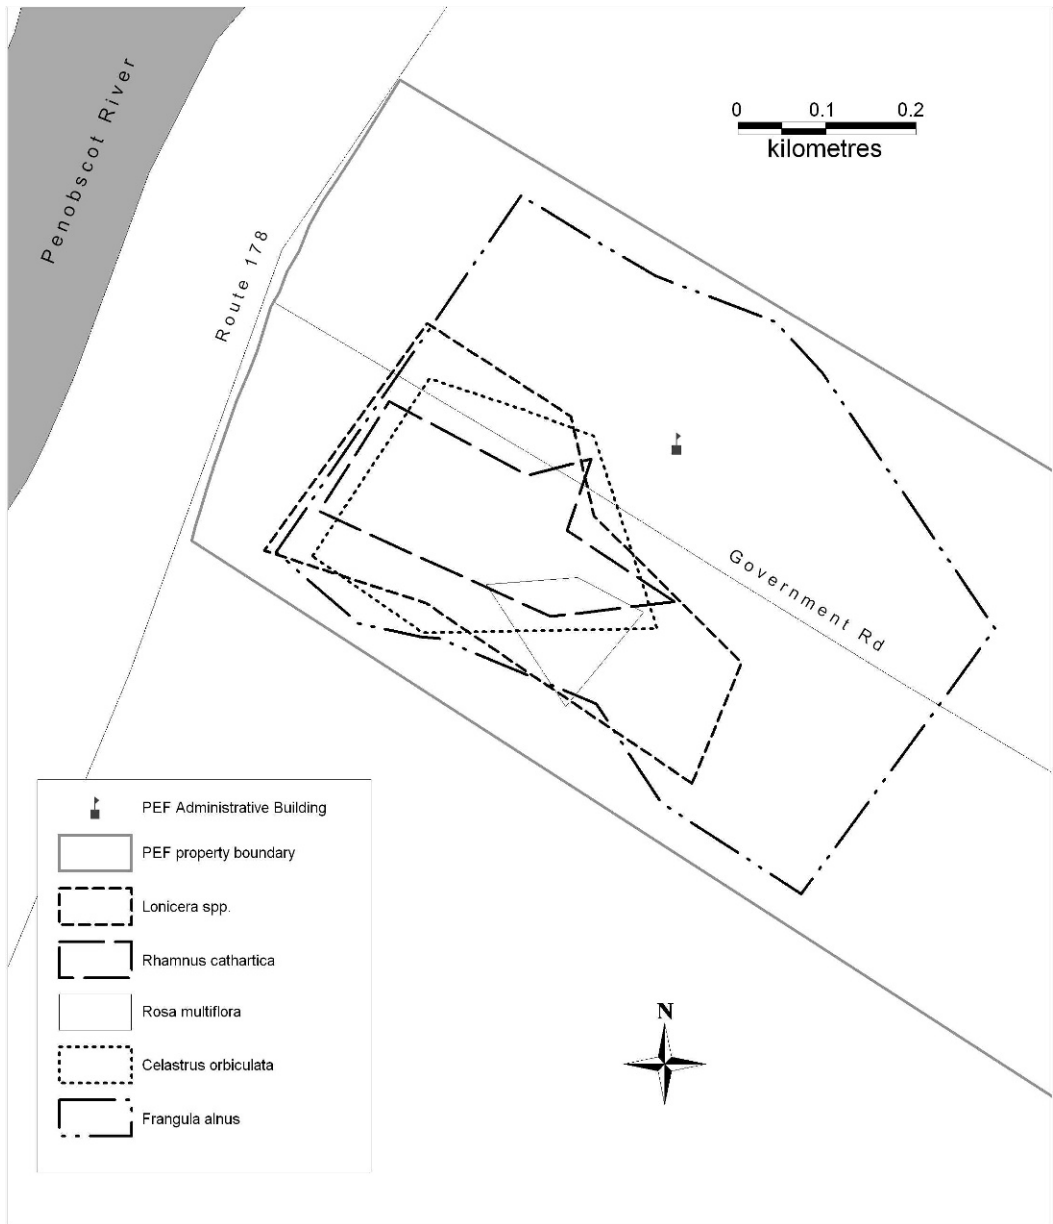 Penobscot River
Route 178
0 0.1 0.2
kilometres
Government Rd
PEF Administrative Building
PEF property boundary
Lonicera spp.
Rhamnus cathartica
Rosa multiflora
Celastrus orbiculata
Frangula alnus
N